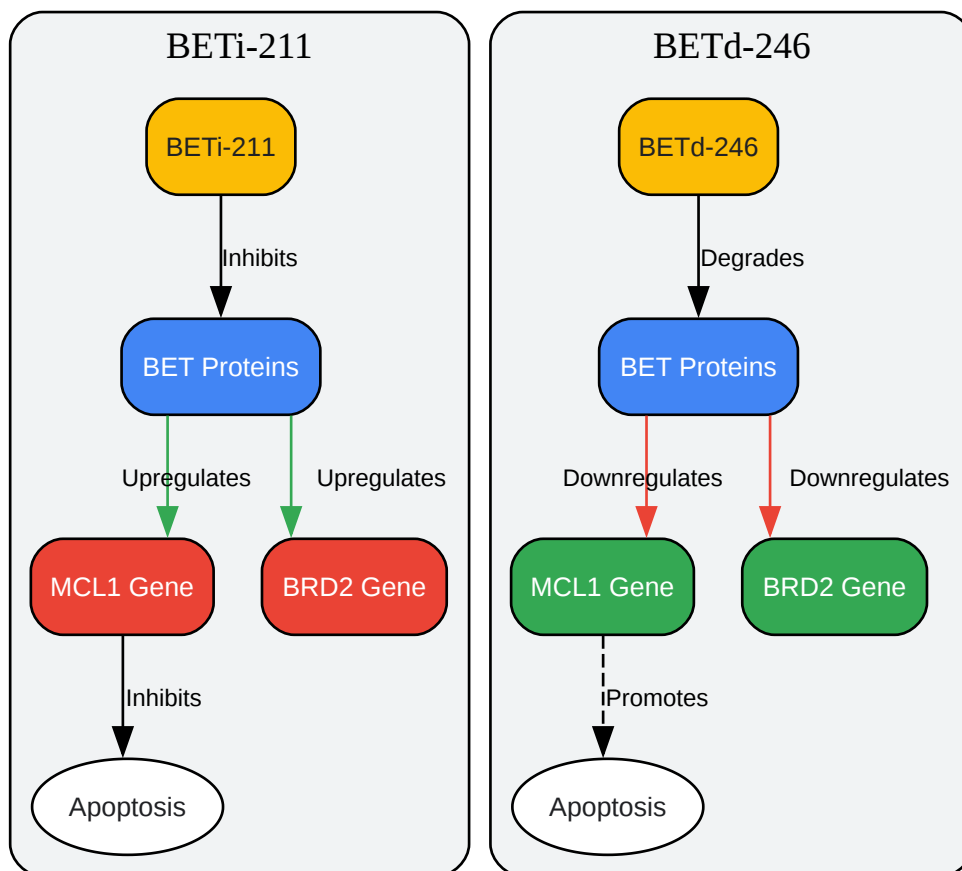 BETi-211
BETi-211
Inhibits
BET Proteins
Upregulates
Upregulates
MCL1 Gene
BRD2 Gene
Inhibits
Apoptosis
BETd-246
BETd-246
Degrades
BET Proteins
Downregulates
Downregulates
MCL1 Gene
BRD2 Gene
Promotes
Apoptosis